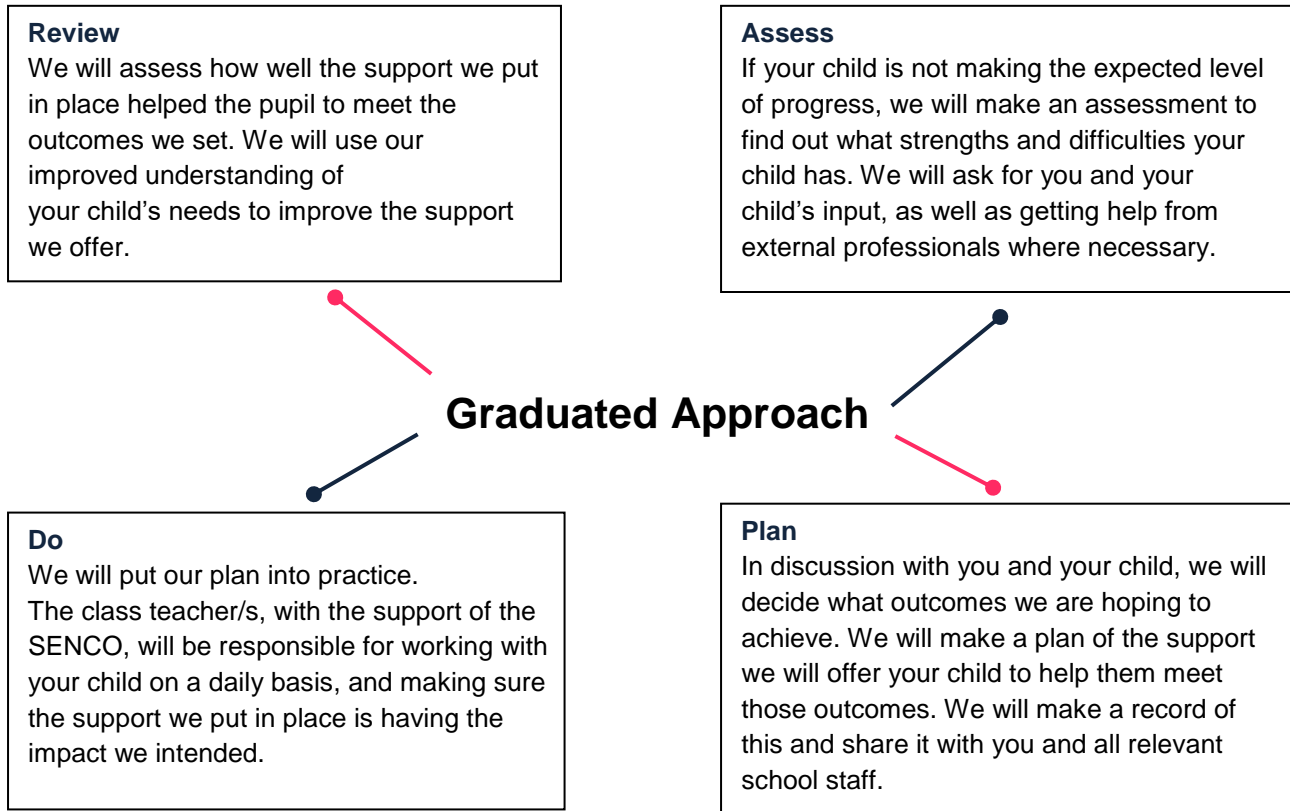 Review
We will assess how well the support we put
in place helped the pupil to meet the
outcomes we set. We will use our
improved understanding of
your child's needs to improve the support
we offer.
Assess
If your child is not making the expected level
of progress, we will make an assessment to
find out what strengths and difficulties your
child has. We will ask for you and your
child's input, as well as getting help from
external professionals where necessary.
Graduated Approach
Do
We will put our plan into practice.
The class teacher/s, with the support of the
SENCO, will be responsible for working with
your child on a daily basis, and making sure
the support we put in place is having the
impact we intended.
Plan
In discussion with you and your child, we will
decide what outcomes we are hoping to
achieve. We will make a plan of the support
we will offer your child to help them meet
those outcomes. We will make a record of
this and share it with you and all relevant
school staff.